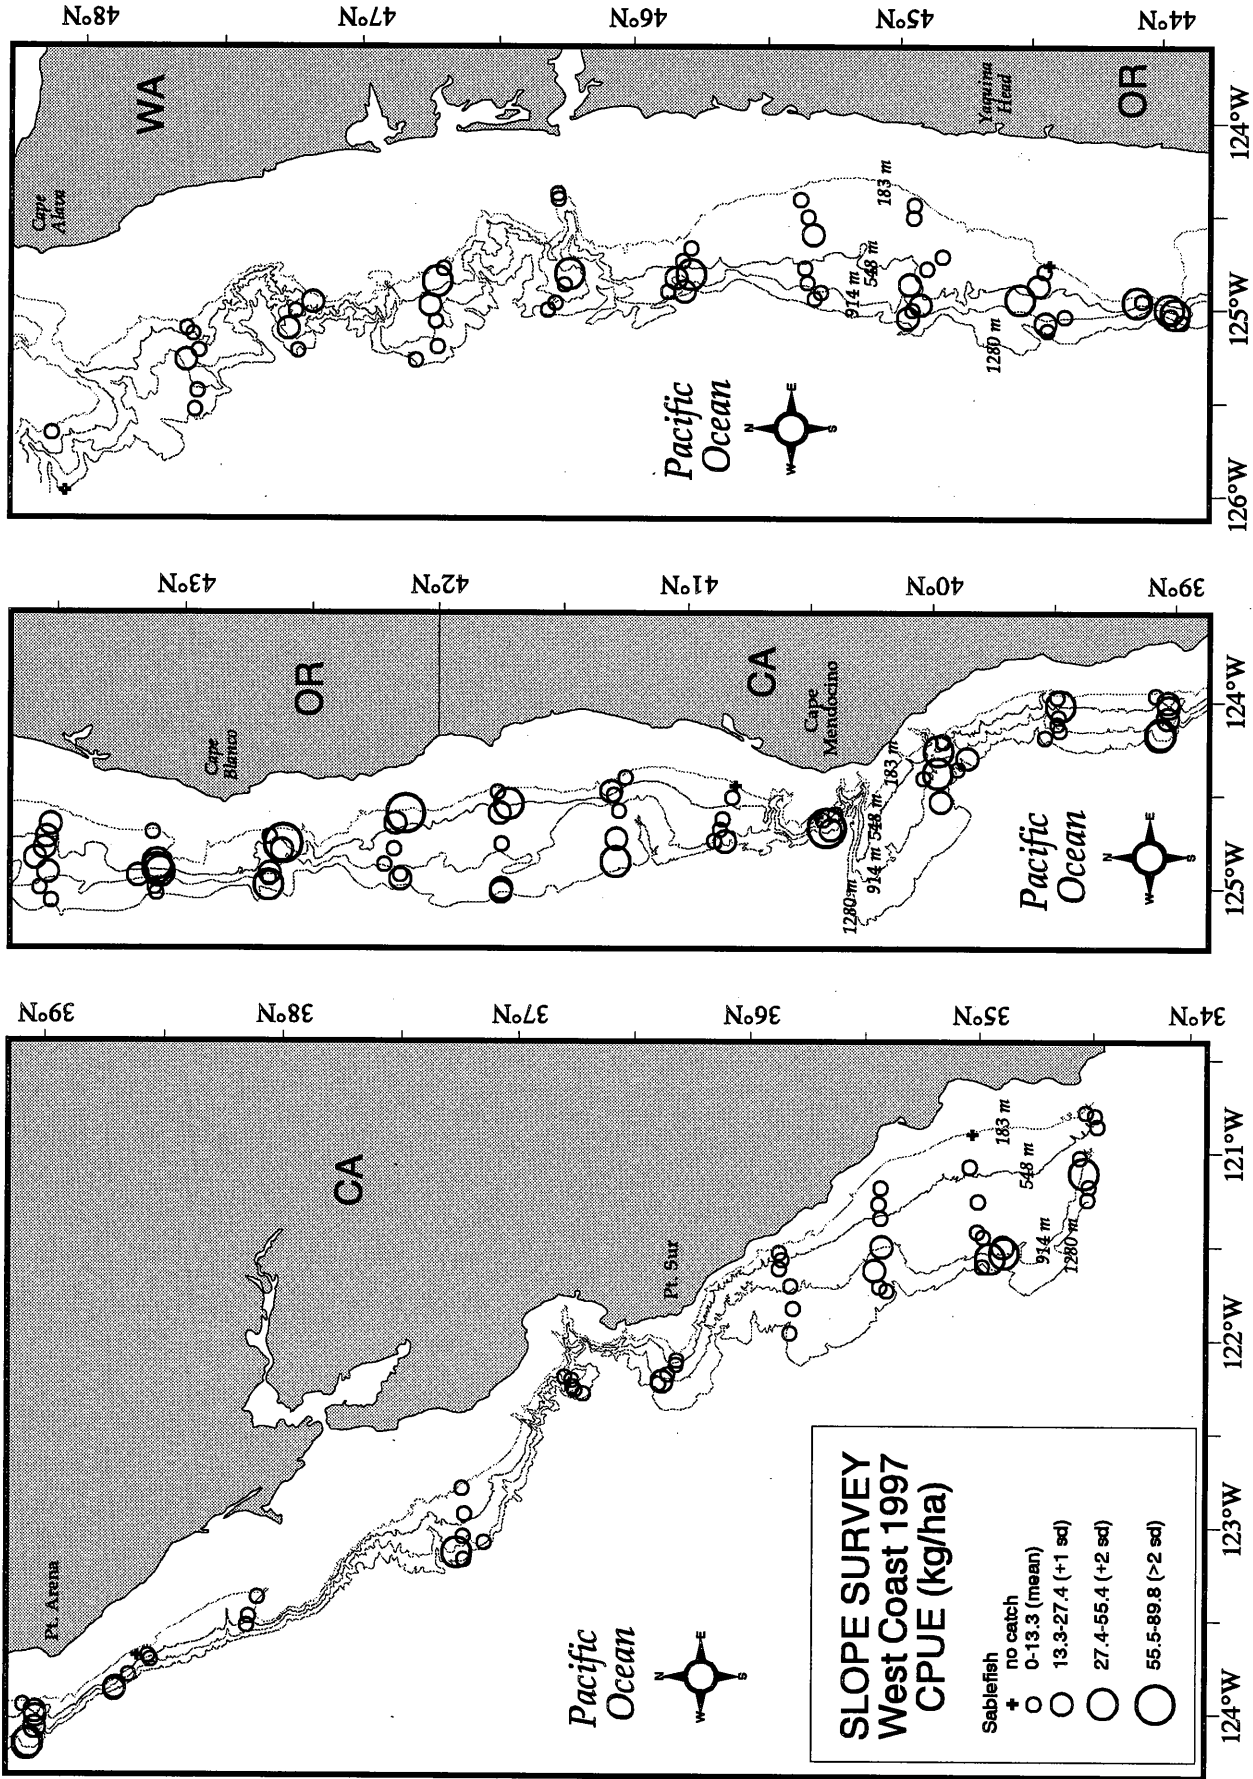 48°N
47°N
46°N
45°N
44°N
WA
Cape
Alava
Yaquina
Head
OR
183 m
548 m
914 m
1280 m
Pacific
Ocean
N
E
S
W
124°W
125°W
126°W
43°N
42°N
41°N
40°N
39°N
Cape
Blanco
OR
CA
Cape
Mendocino
183 m
548 m
914 m
1280 m
Pacific
Ocean
N
E
S
W
124°W
125°W
39°N
38°N
37°N
36°N
35°N
34°N
Pt. Arena
CA
Pt. Sur
183 m
548 m
914 m
1280 m
Pacific
Ocean
N
E
S
W
121°W
122°W
123°W
124°W
SLOPE SURVEY
West Coast 1997
CPUE (kg/ha)
Sablefish
no catch
0-13.3 (mean)
13.3-27.4 (+1 sd)
27.4-55.4 (+2 sd)
55.5-89.8 (>2 sd)